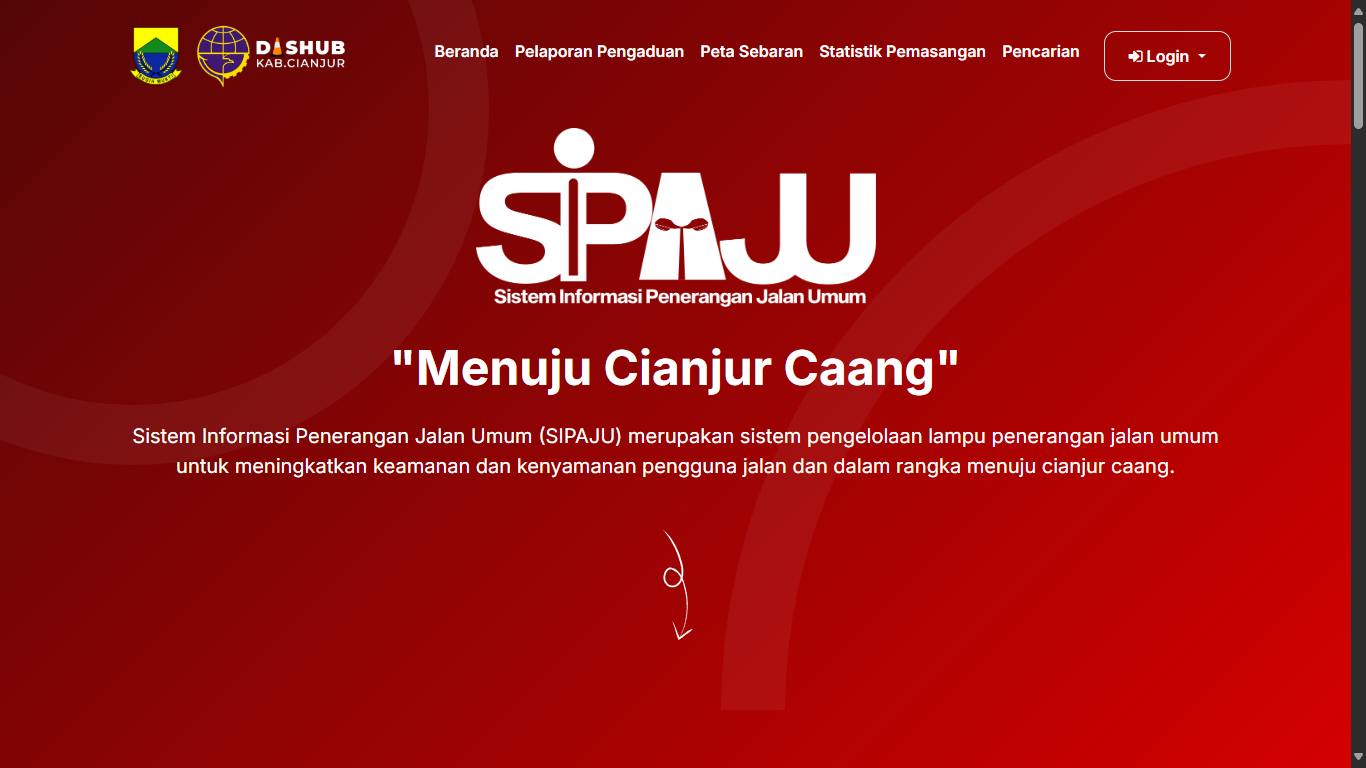 DISHUB
KAB.CIANJUR
Beranda Pelaporan Pengaduan Peta Sebaran Statistik Pemasangan Pencarian Login
SiPAJU
Sistem Informasi Penerangan Jalan Umum
"Menuju Cianjur Caang"
Sistem Informasi Penerangan Jalan Umum (SIPAJU) merupakan sistem pengelolaan lampu penerangan jalan umum
untuk meningkatkan keamanan dan kenyamanan pengguna jalan dan dalam rangka menuju cianjur caang.